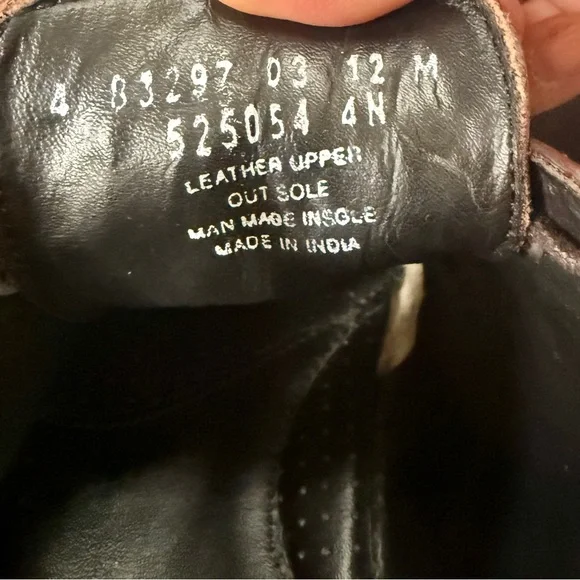 4 83297 03 12 M
525054 4N
LEATHER UPPER
OUT SOLE
MAN MADE INSOLE
MADE IN INDIA